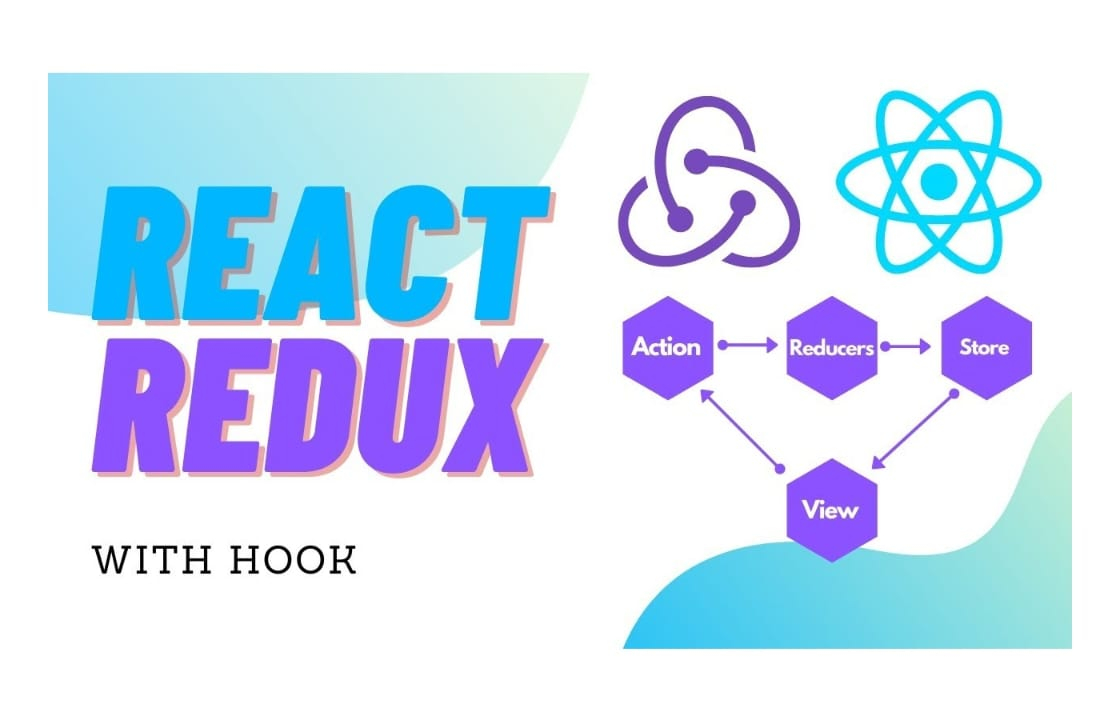 REACT
REDUX
WITH HOOK
Action
Reducers
Store
View